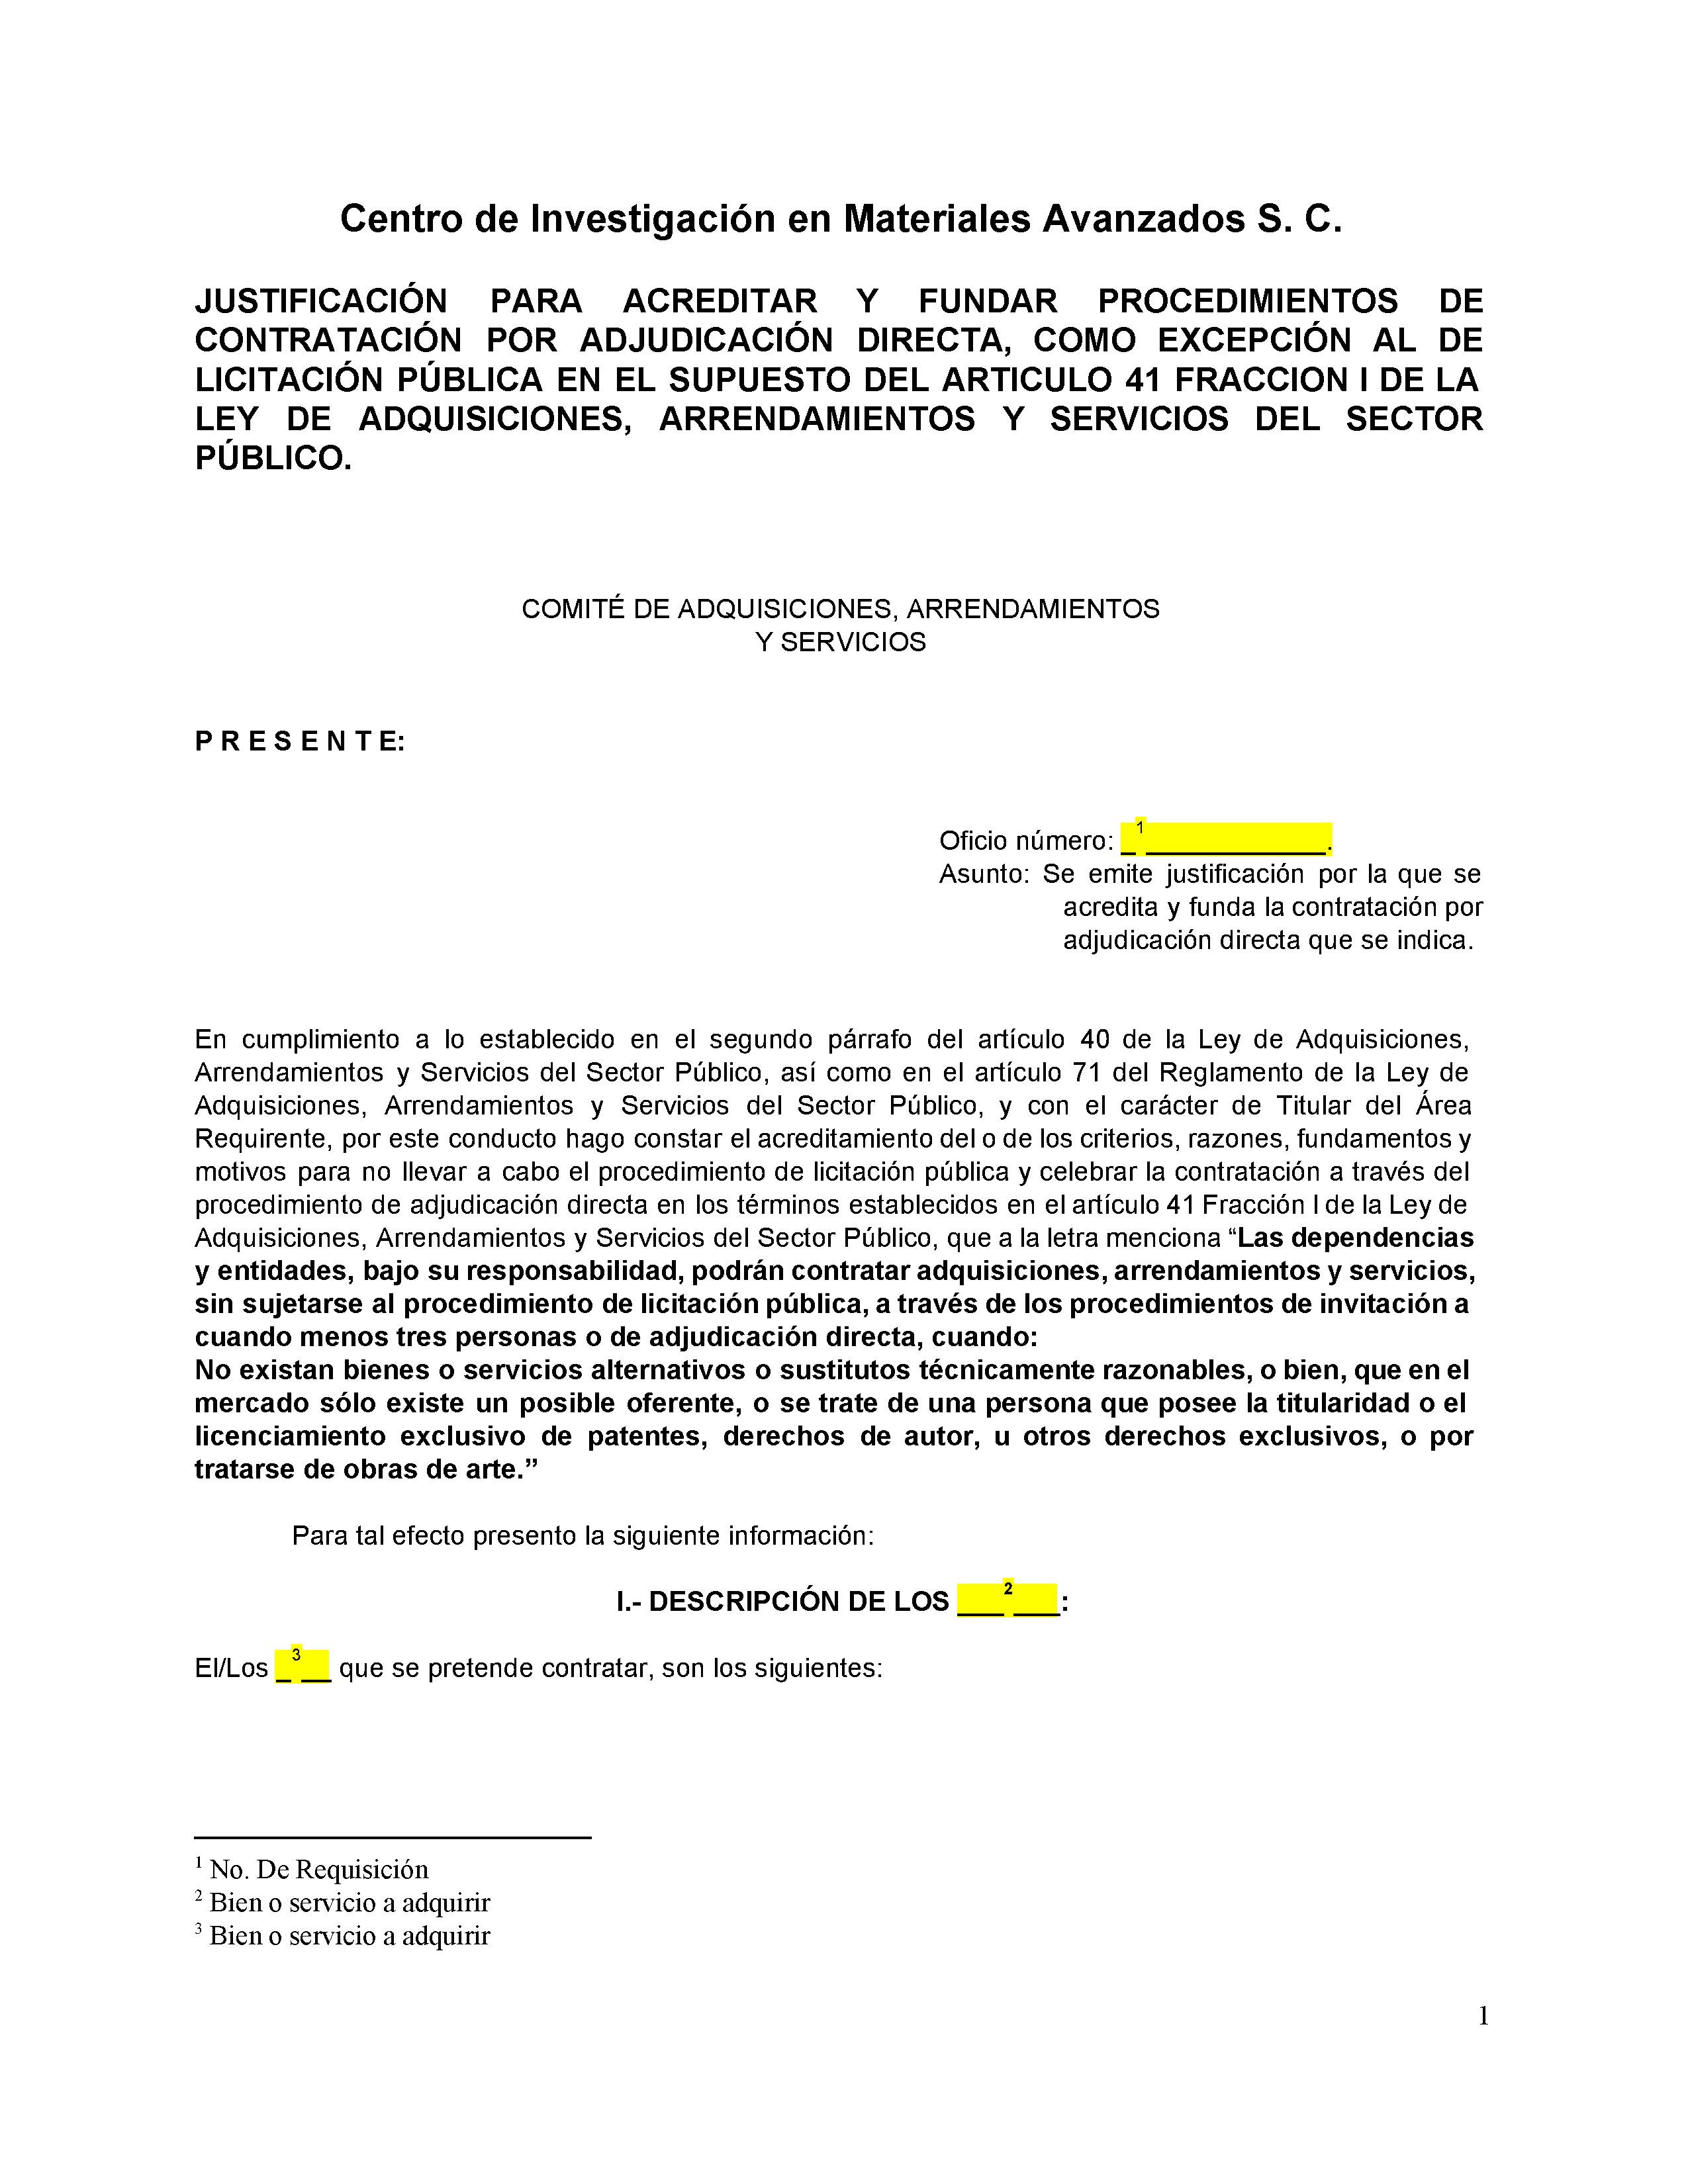 Centro de Investigación en Materiales Avanzados S. C.
JUSTIFICACIÓN PARA ACREDITAR Y FUNDAR PROCEDIMIENTOS DE
CONTRATACIÓN POR ADJUDICACIÓN DIRECTA, COMO EXCEPCIÓN AL DE
LICITACIÓN PÚBLICA EN EL SUPUESTO DEL ARTICULO 41 FRACCION I DE LA
LEY DE ADQUISICIONES, ARRENDAMIENTOS Y SERVICIOS DEL SECTOR
PÚBLICO.
COMITÉ DE ADQUISICIONES, ARRENDAMIENTOS
Y SERVICIOS
P R E S E N T E:
Oficio número: _1____________.
Asunto: Se emite justificación por la que se
acredita y funda la contratación por
adjudicación directa que se indica.
En cumplimiento a lo establecido en el segundo párrafo del artículo 40 de la Ley de Adquisiciones,
Arrendamientos y Servicios del Sector Público, así como en el artículo 71 del Reglamento de la Ley de
Adquisiciones, Arrendamientos y Servicios del Sector Público, y con el carácter de Titular del Área
Requirente, por este conducto hago constar el acreditamiento del o de los criterios, razones, fundamentos y
motivos para no llevar a cabo el procedimiento de licitación pública y celebrar la contratación a través del
procedimiento de adjudicación directa en los términos establecidos en el artículo 41 Fracción I de la Ley de
Adquisiciones, Arrendamientos y Servicios del Sector Público, que a la letra menciona “Las dependencias
y entidades, bajo su responsabilidad, podrán contratar adquisiciones, arrendamientos y servicios,
sin sujetarse al procedimiento de licitación pública, a través de los procedimientos de invitación a
cuando menos tres personas o de adjudicación directa, cuando:
No existan bienes o servicios alternativos o sustitutos técnicamente razonables, o bien, que en el
mercado sólo existe un posible oferente, o se trate de una persona que posee la titularidad o el
licenciamiento exclusivo de patentes, derechos de autor, u otros derechos exclusivos, o por
tratarse de obras de arte.”
Para tal efecto presento la siguiente información:
I.- DESCRIPCIÓN DE LOS ___2___:
El/Los _3__ que se pretende contratar, son los siguientes:
1 No. De Requisición
2 Bien o servicio a adquirir
3 Bien o servicio a adquirir
1